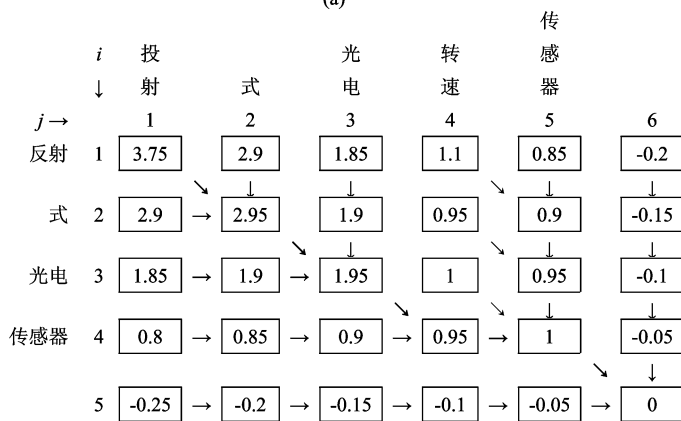 (a)
i ↓ 投射 式 光电 转速 传感器
j → 1 2 3 4 5 6
反射 1 3.75 2.9 1.85 1.1 0.85 -0.2
式 2 2.9 → 2.95 1.9 0.95 0.9 -0.15
光电 3 1.85 → 1.9 → 1.95 1 0.95 -0.1
传感器 4 0.8 → 0.85 → 0.9 → 0.95 → 1 -0.05
5 -0.25 → -0.2 → -0.15 → -0.1 → -0.05 → 0